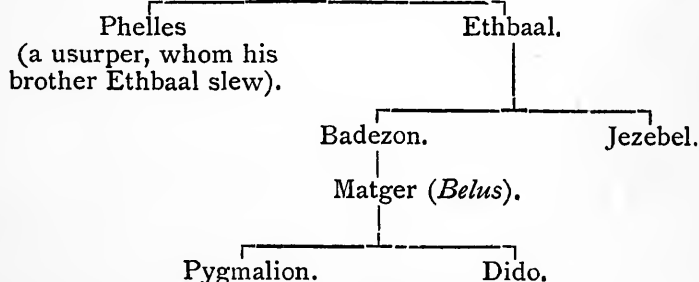 Phelles Ethbaal.
(a usurper, whom his
brother Ethbaal slew).
Badezon. Jezebel.
Matger (Belus).
Pygmalion. Dido.